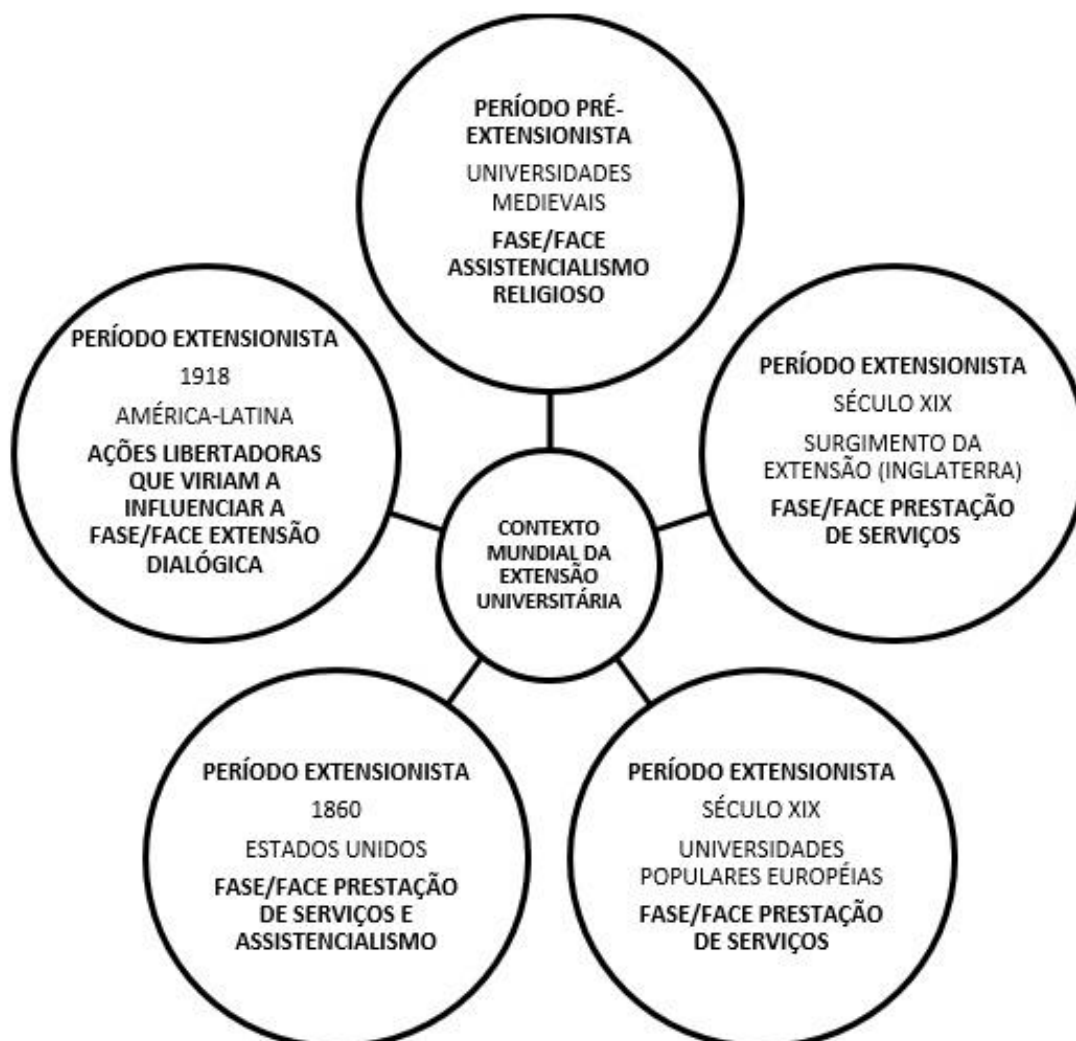 PERÍODO PRÉ-
EXTENSIONISTA
UNIVERSIDADES
MEDIEVAIS
FASE/FACE
ASSISTENCIALISMO
RELIGIOSO
PERÍODO EXTENSIONISTA
SÉCULO XIX
SURGIMENTO DA
EXTENSÃO (INGLATERRA)
FASE/FACE PRESTAÇÃO
DE SERVIÇOS
PERÍODO EXTENSIONISTA
SÉCULO XIX
UNIVERSIDADES
POPULARES EUROPÉIAS
FASE/FACE PRESTAÇÃO
DE SERVIÇOS
PERÍODO EXTENSIONISTA
1860
ESTADOS UNIDOS
FASE/FACE PRESTAÇÃO
DE SERVIÇOS E
ASSISTENCIALISMO
PERÍODO EXTENSIONISTA
1918
AMÉRICA-LATINA
AÇÕES LIBERTADORAS
QUE VIRIAM A
INFLUENCIAR A
FASE/FACE EXTENSÃO
DIALÓGICA
CONTEXTO
MUNDIAL DA
EXTENSÃO
UNIVERSITÁRIA